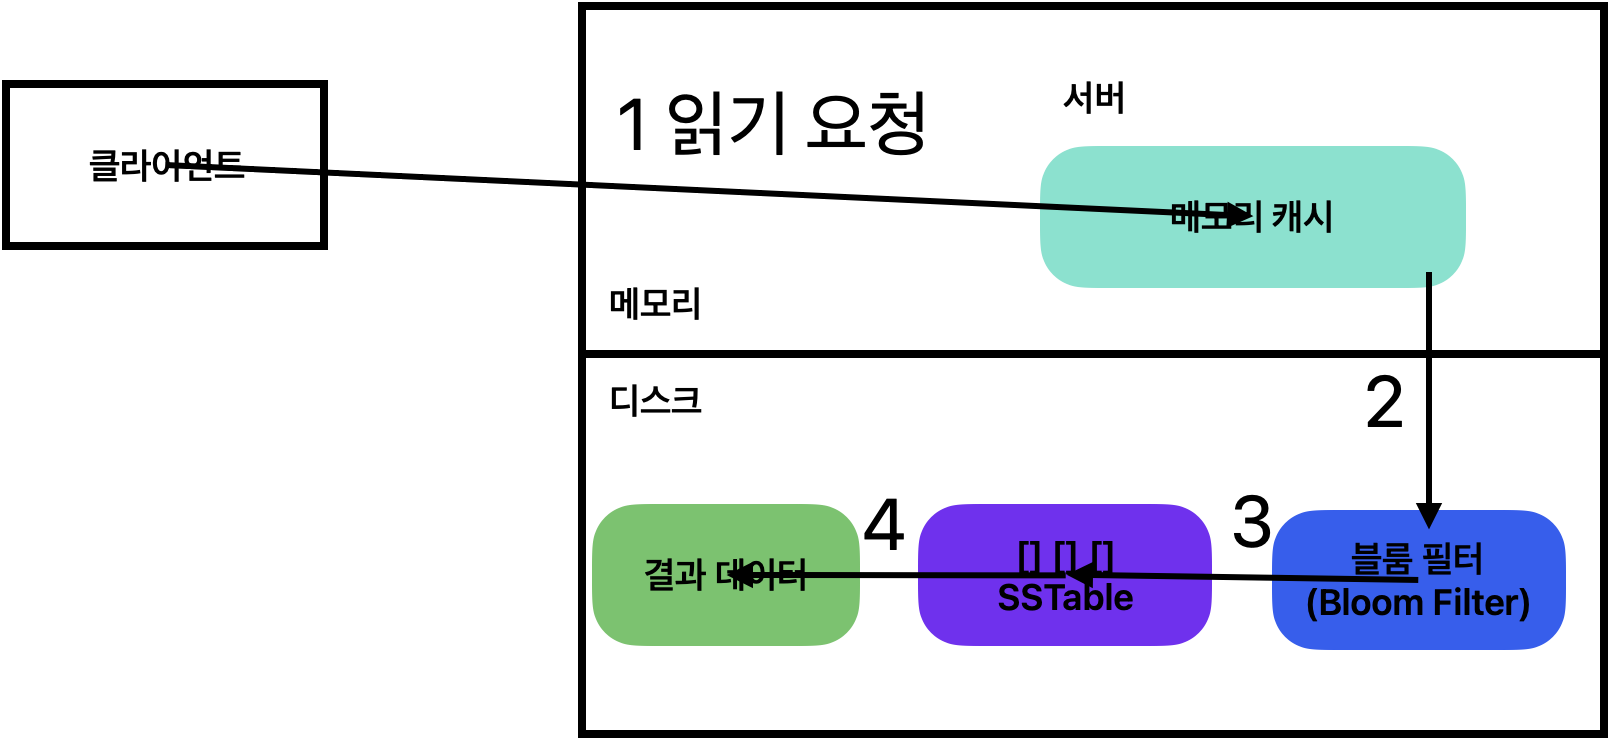 서버
1 읽기 요청
클라이언트
메모리 캐시
메모리
디스크
2
4
3
결과 데이터
[] [] []
SSTable
블룸 필터
(Bloom Filter)